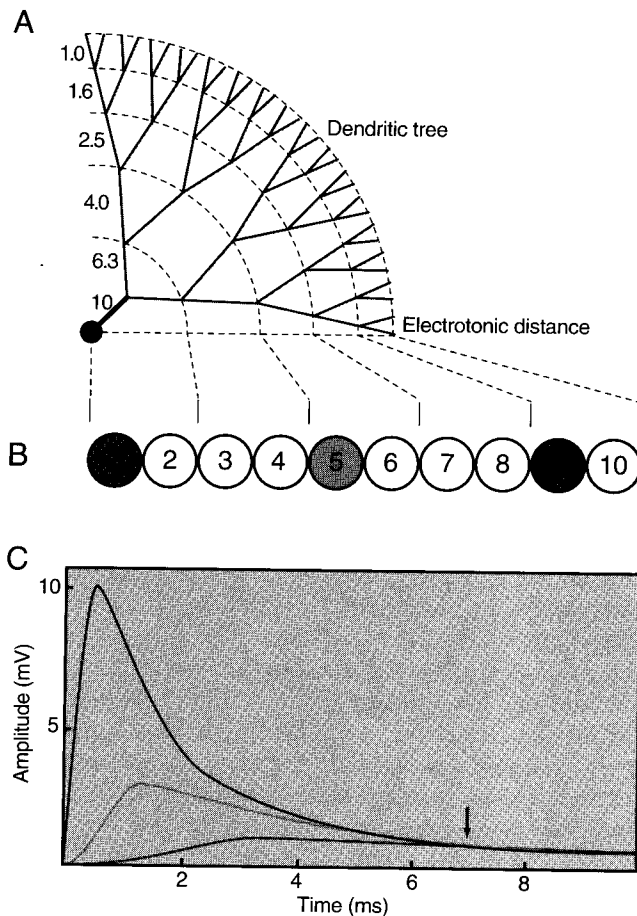 A
1.0
1.6
2.5
4.0
6.3
10
Dendritic tree
Electrotonic distance
B
2 3 4 5 6 7 8 10
C
10
5
Amplitude (mV)
2 4 6 8
Time (ms)